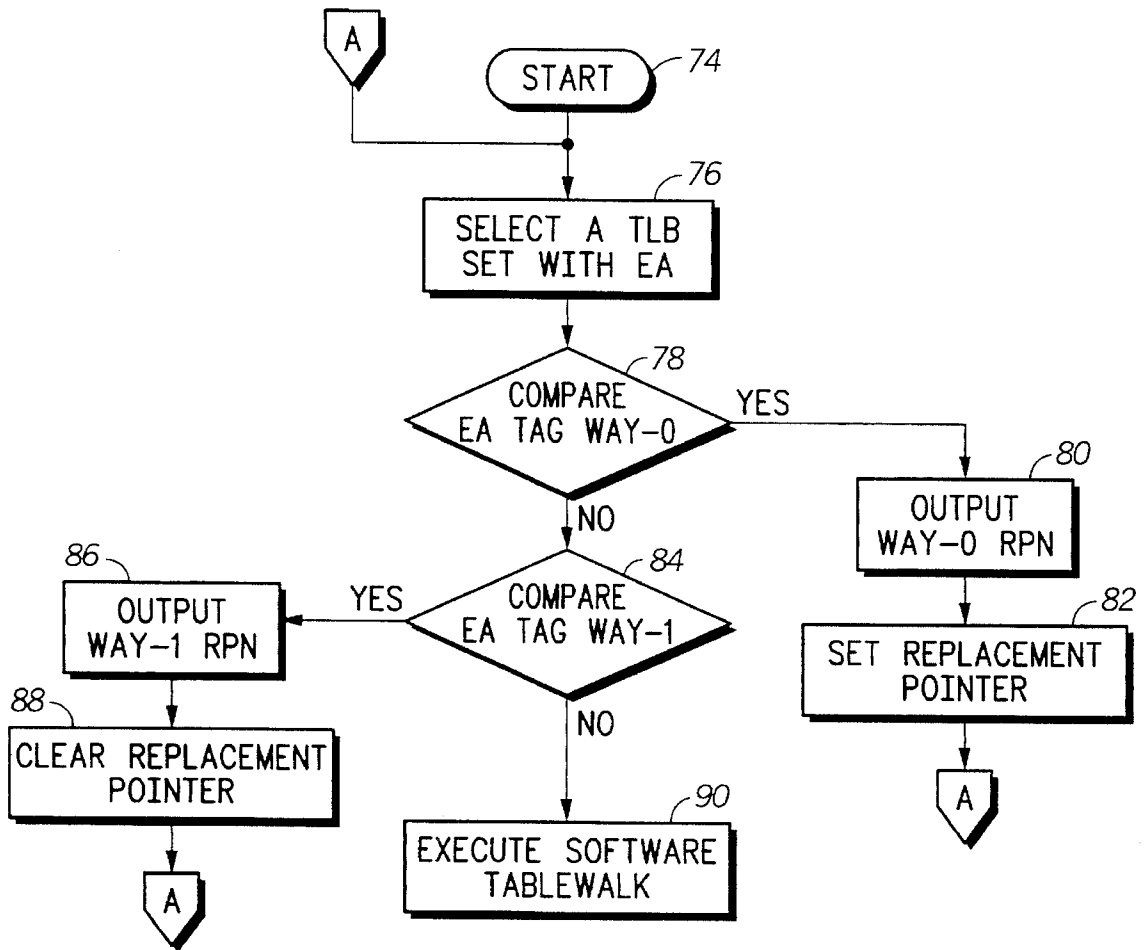 A
START
74
76
SELECT A TLB
SET WITH EA
78
COMPARE
EA TAG WAY-0
YES
80
OUTPUT
WAY-0 RPN
NO
82
SET REPLACEMENT
POINTER
A
84
COMPARE
EA TAG WAY-1
YES
86
OUTPUT
WAY-1 RPN
88
CLEAR REPLACEMENT
POINTER
A
NO
90
EXECUTE SOFTWARE
TABLEWALK